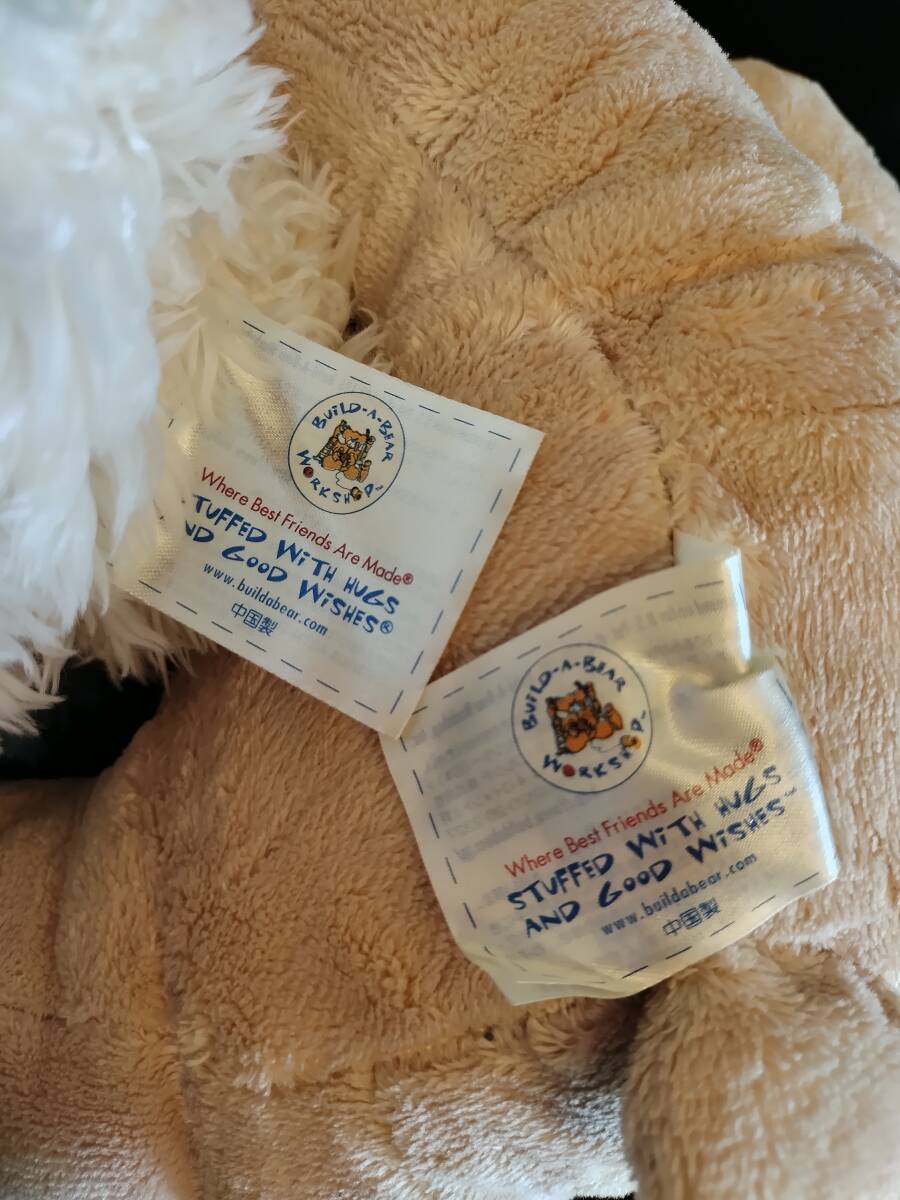 BUILD-A-BEAR
WORKSHOP™
Where Best Friends Are Made®
TUFFED WITH HUGS
ND GOOD WISHES®
www.buildabear.com
中国製
BUILD-A-BEAR
WORKSHOP™
Where Best Friends Are Made®
STUFFED WITH HUGS
AND GOOD WISHES™
www.buildabear.com
中国製